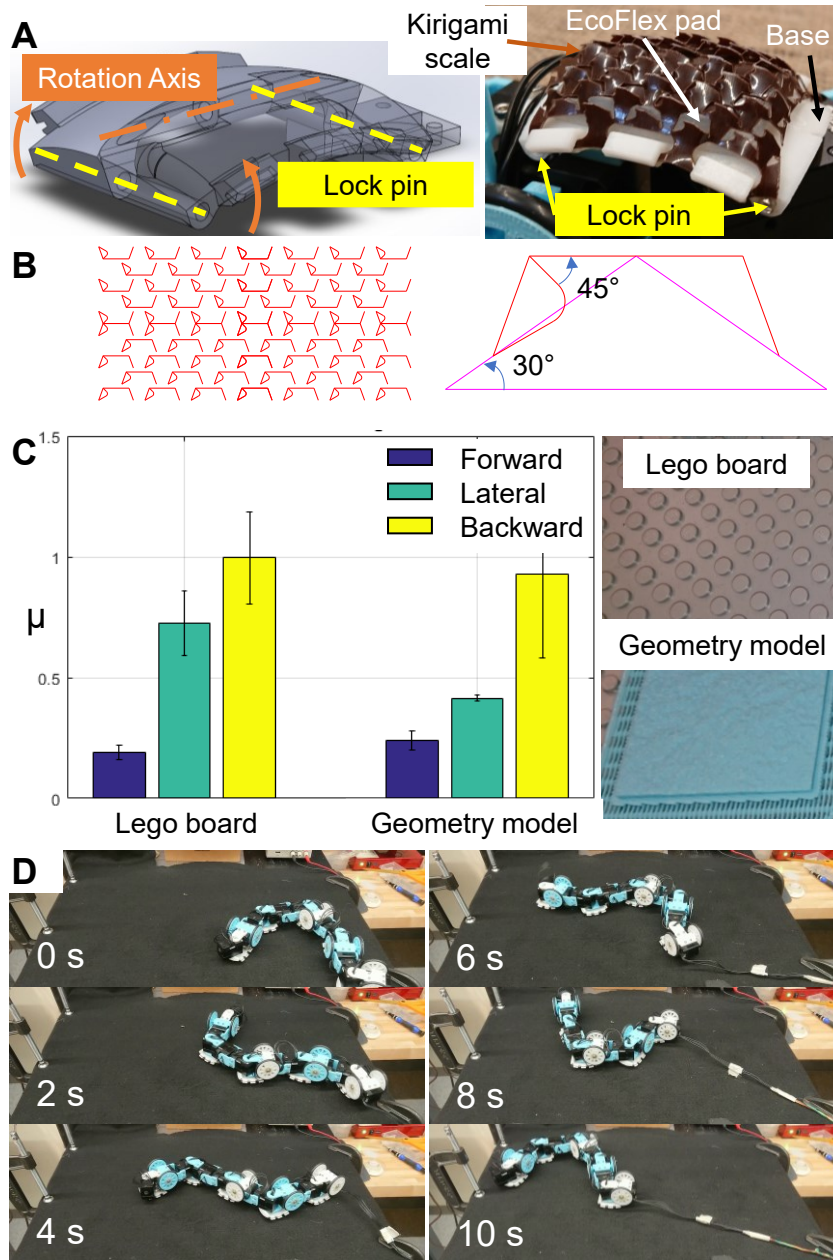 A
Rotation Axis
Lock pin
Kirigami
scale
EcoFlex pad
Base
Lock pin
B
45°
30°
C
1.5
1
0.5
0
μ
Forward
Lateral
Backward
Lego board
Geometry model
Lego board
Geometry model
D
0 s
2 s
4 s
6 s
8 s
10 s